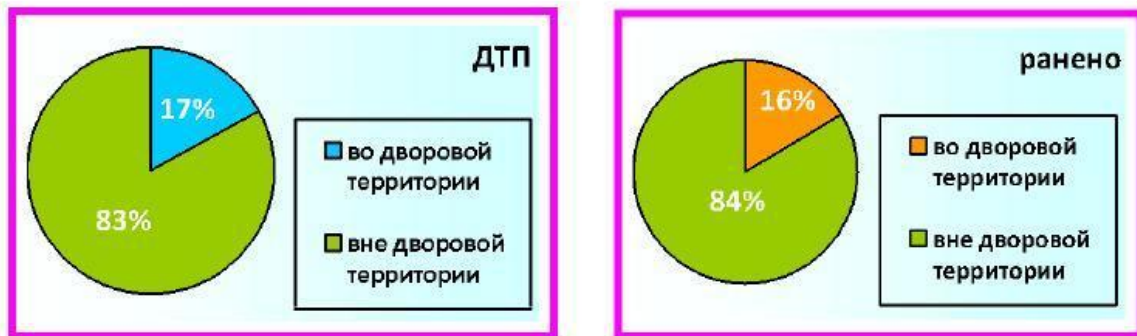 ДТП
17%
83%
во дворовой
территории
вне дворовой
территории
ранено
16%
84%
во дворовой
территории
вне дворовой
территории